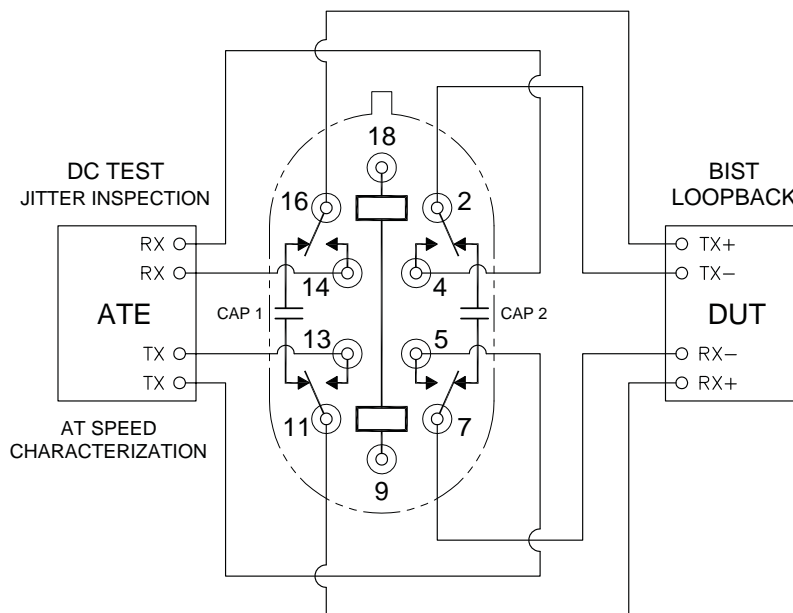 DC TEST
JITTER INSPECTION
RX
RX
ATE
TX
TX
AT SPEED
CHARACTERIZATION
18
16
2
14
4
CAP 1
CAP 2
13
5
11
7
9
BIST
LOOPBACK
TX+
TX-
DUT
RX-
RX+